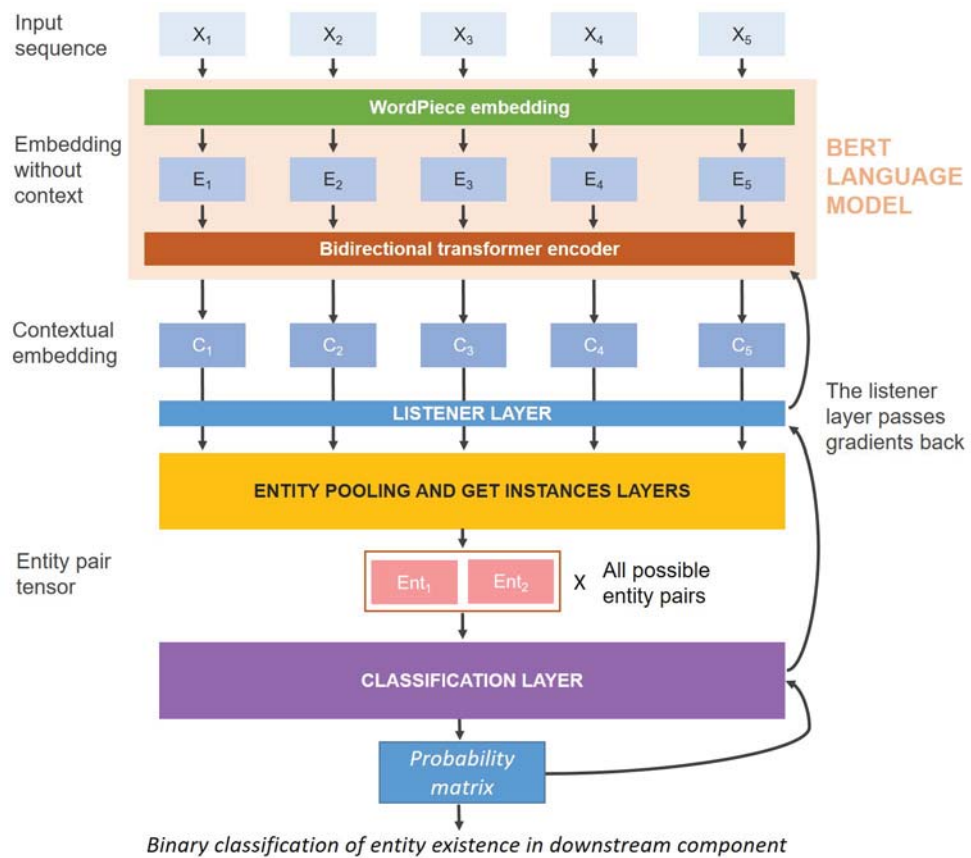 Input
sequence
X₁ X₂ X₃ X₄ X₅
WordPiece embedding
Embedding
without
context
E₁ E₂ E₃ E₄ E₅
BERT
LANGUAGE
MODEL
Bidirectional transformer encoder
Contextual
embedding
C₁ C₂ C₃ C₄ C₅
LISTENER LAYER
The listener
layer passes
gradients back
ENTITY POOLING AND GET INSTANCES LAYERS
Entity pair
tensor
Ent₁ Ent₂
X All possible
entity pairs
CLASSIFICATION LAYER
Probability
matrix
Binary classification of entity existence in downstream component